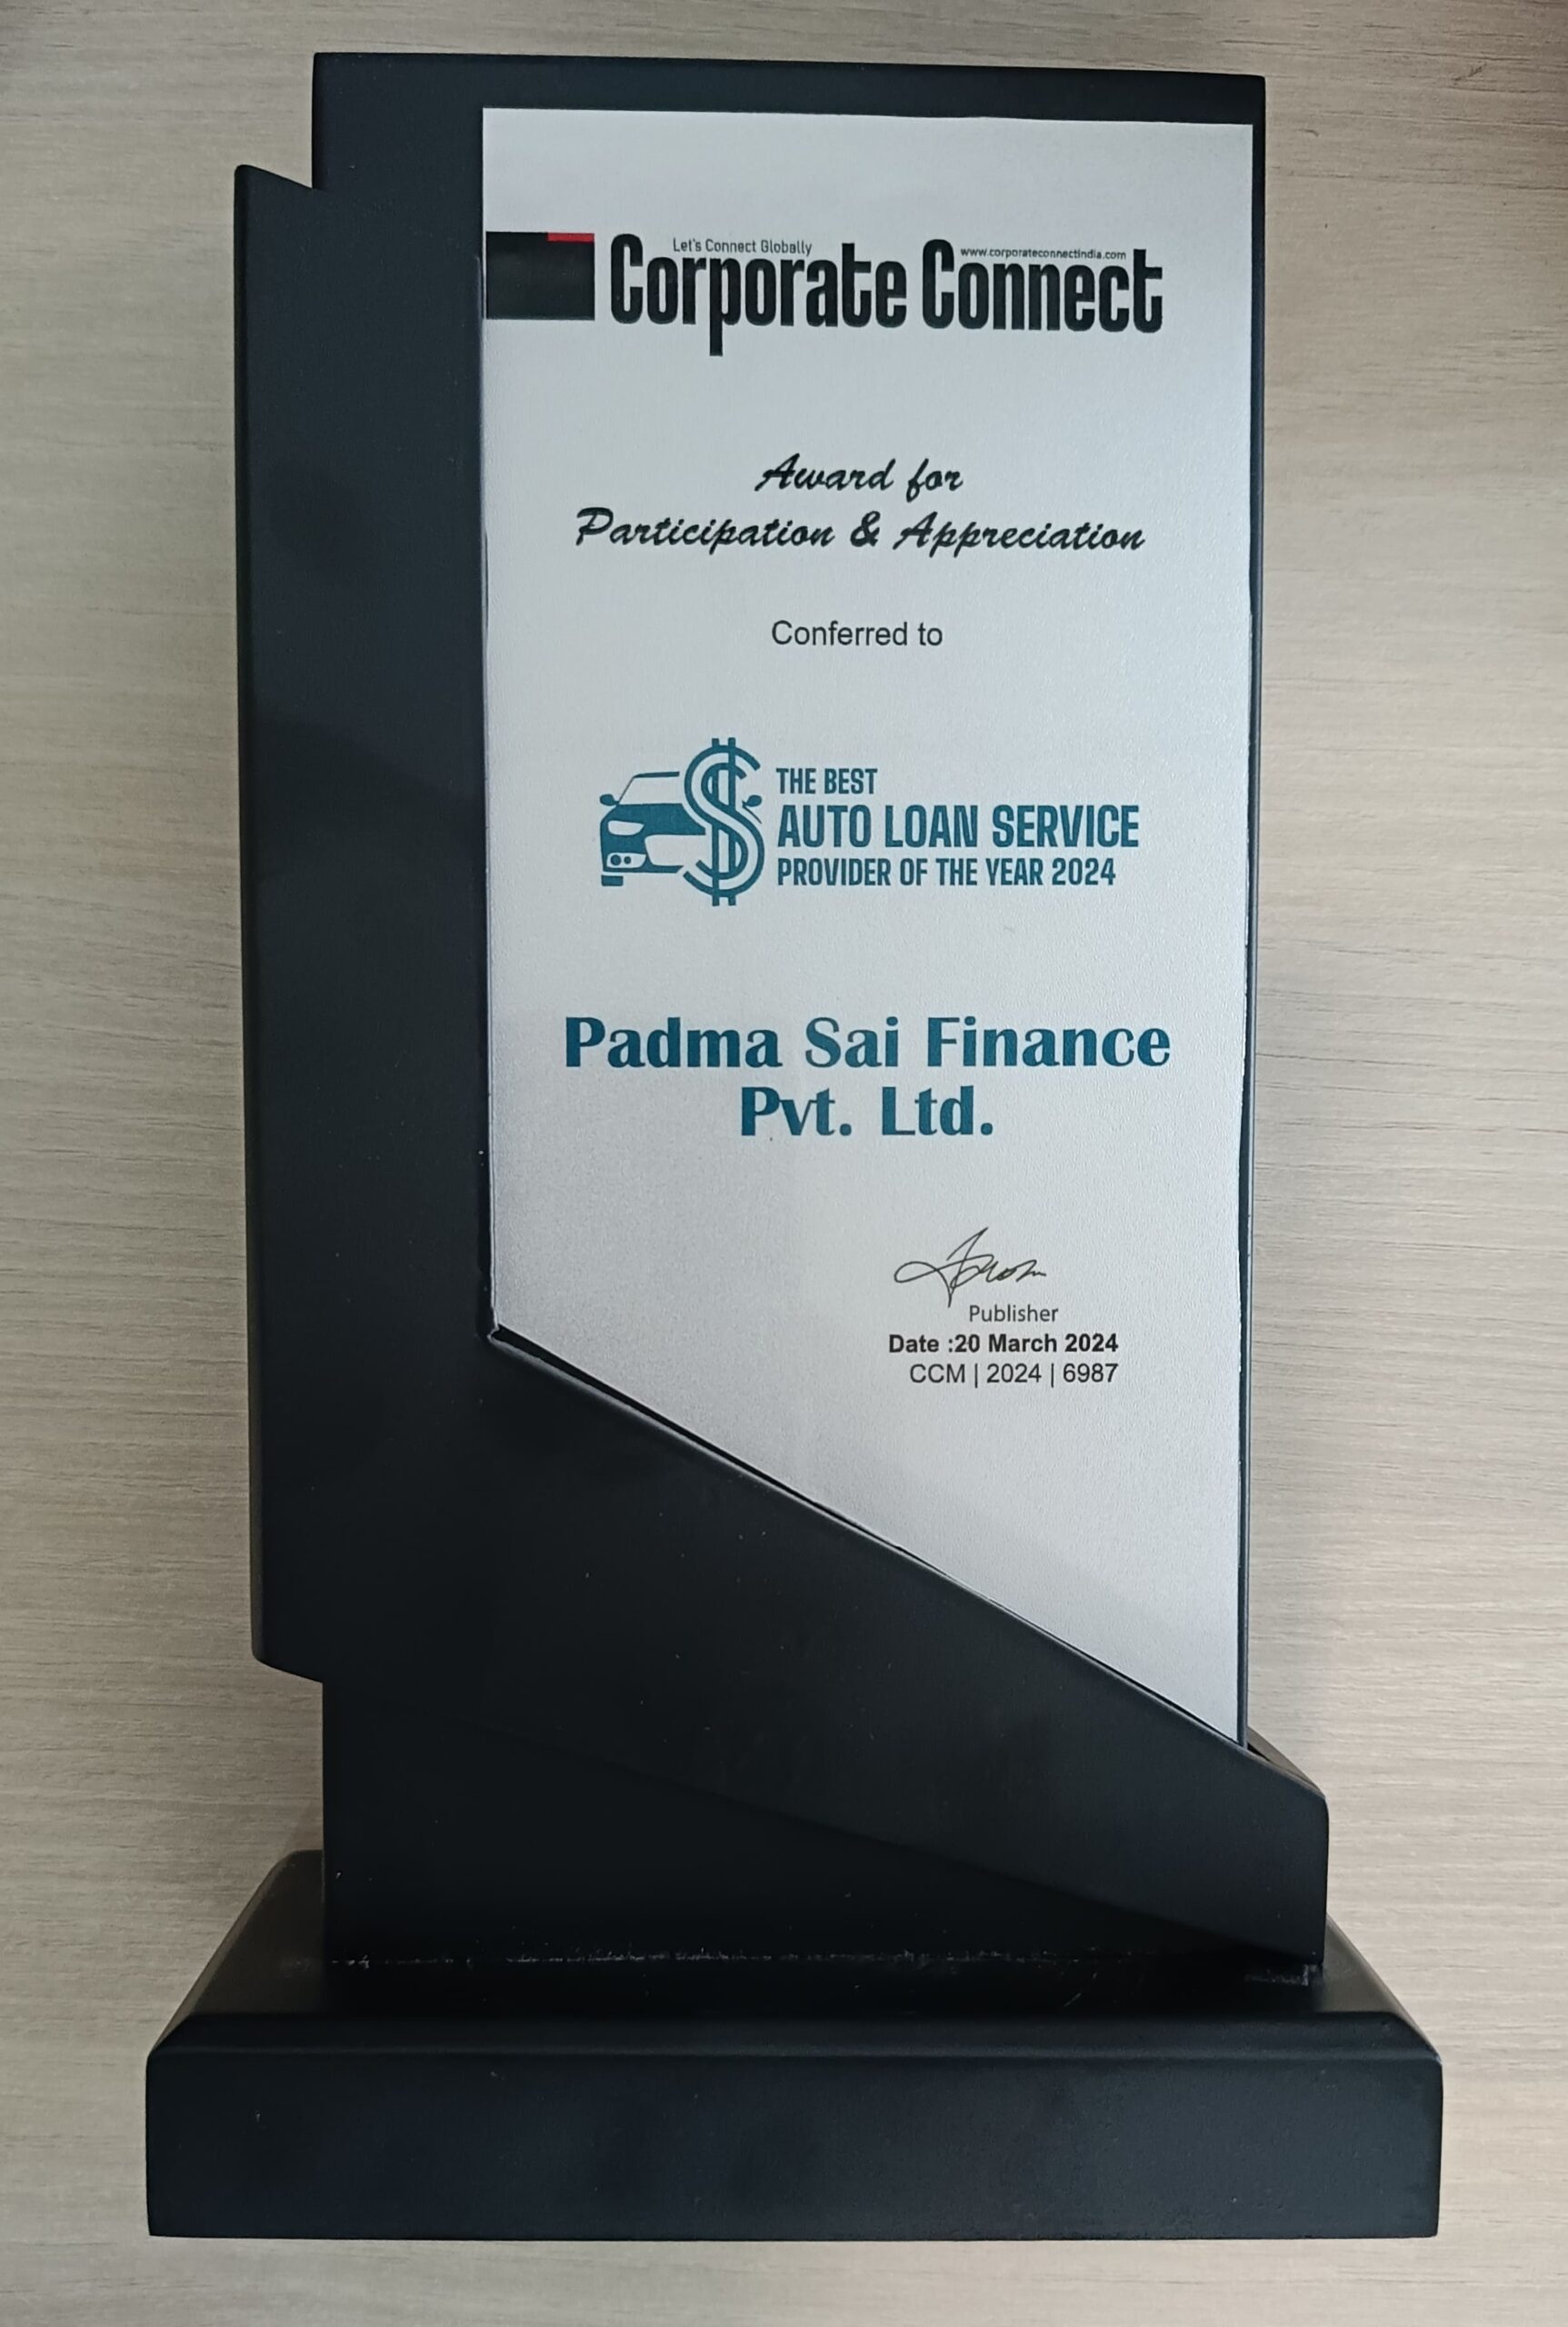 Let's Connect Globally
www.corporateconnectindia.com
Corporate Connect
Award for
Participation & Appreciation
Conferred to
THE BEST
AUTO LOAN SERVICE
PROVIDER OF THE YEAR 2024
Padma Sai Finance
Pvt. Ltd.
Publisher
Date :20 March 2024
CCM | 2024 | 6987